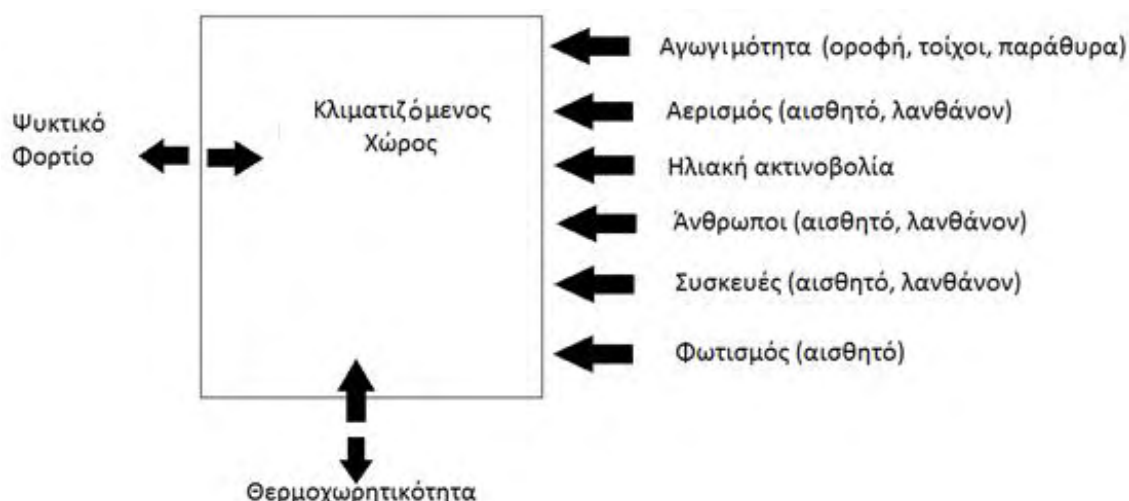 Αγωγιμότητα (οροφή, τοίχοι, παράθυρα)
Κλιματιζόμενος
Χώρος
Αερισμός (αισθητό, λανθάνον)
Ψυκτικό
Φορτίο
Ηλιακή ακτινοβολία
Άνθρωποι (αισθητό, λανθάνον)
Συσκευές (αισθητό, λανθάνον)
Φωτισμός (αισθητό)
Θερμοχωρητικότητα